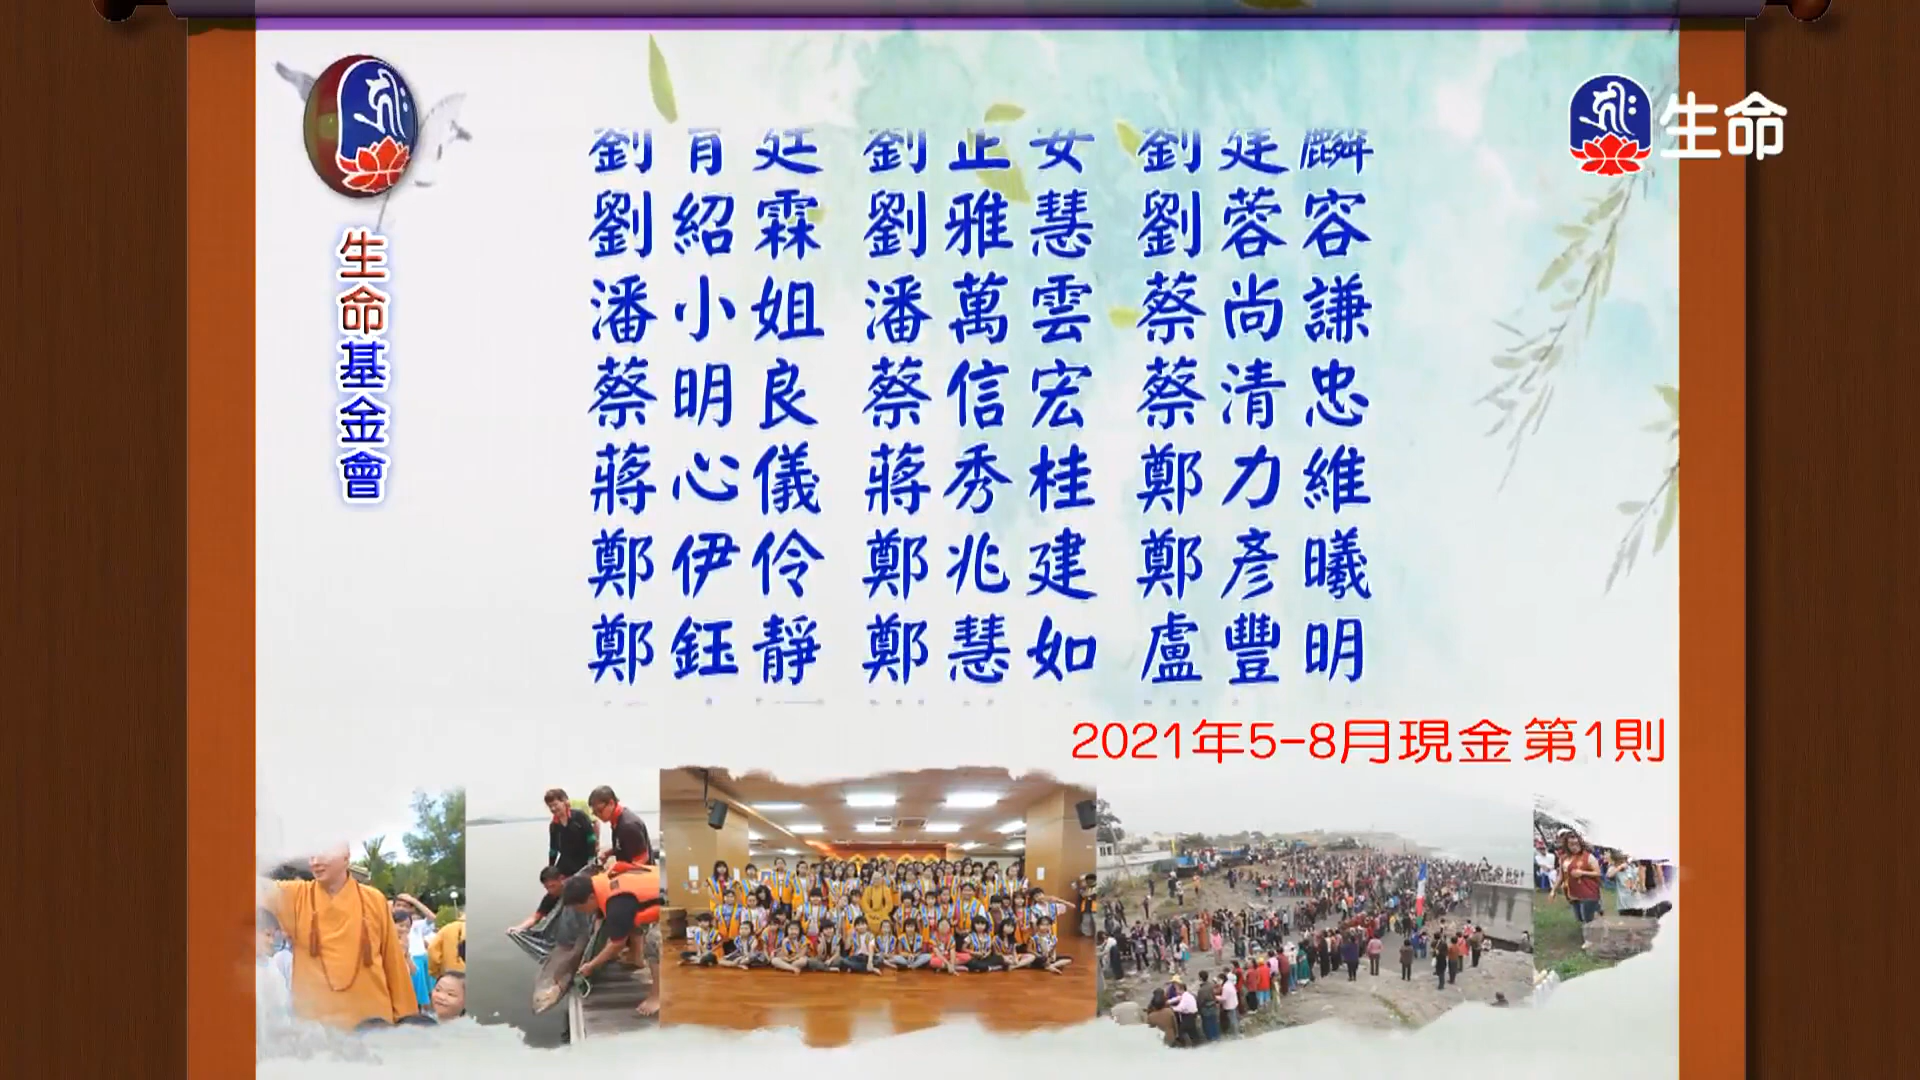 生命
生命基金會
劉紹霖 劉雅慧 劉蓉容
潘小姐 潘萬雲 蔡尚謙
蔡明良 蔡信宏 蔡清忠
蔣心儀 蔣秀桂 鄭力維
鄭伊伶 鄭兆建 鄭彥曦
鄭鈺靜 鄭慧如 盧豐明
2021年5-8月現金第1則